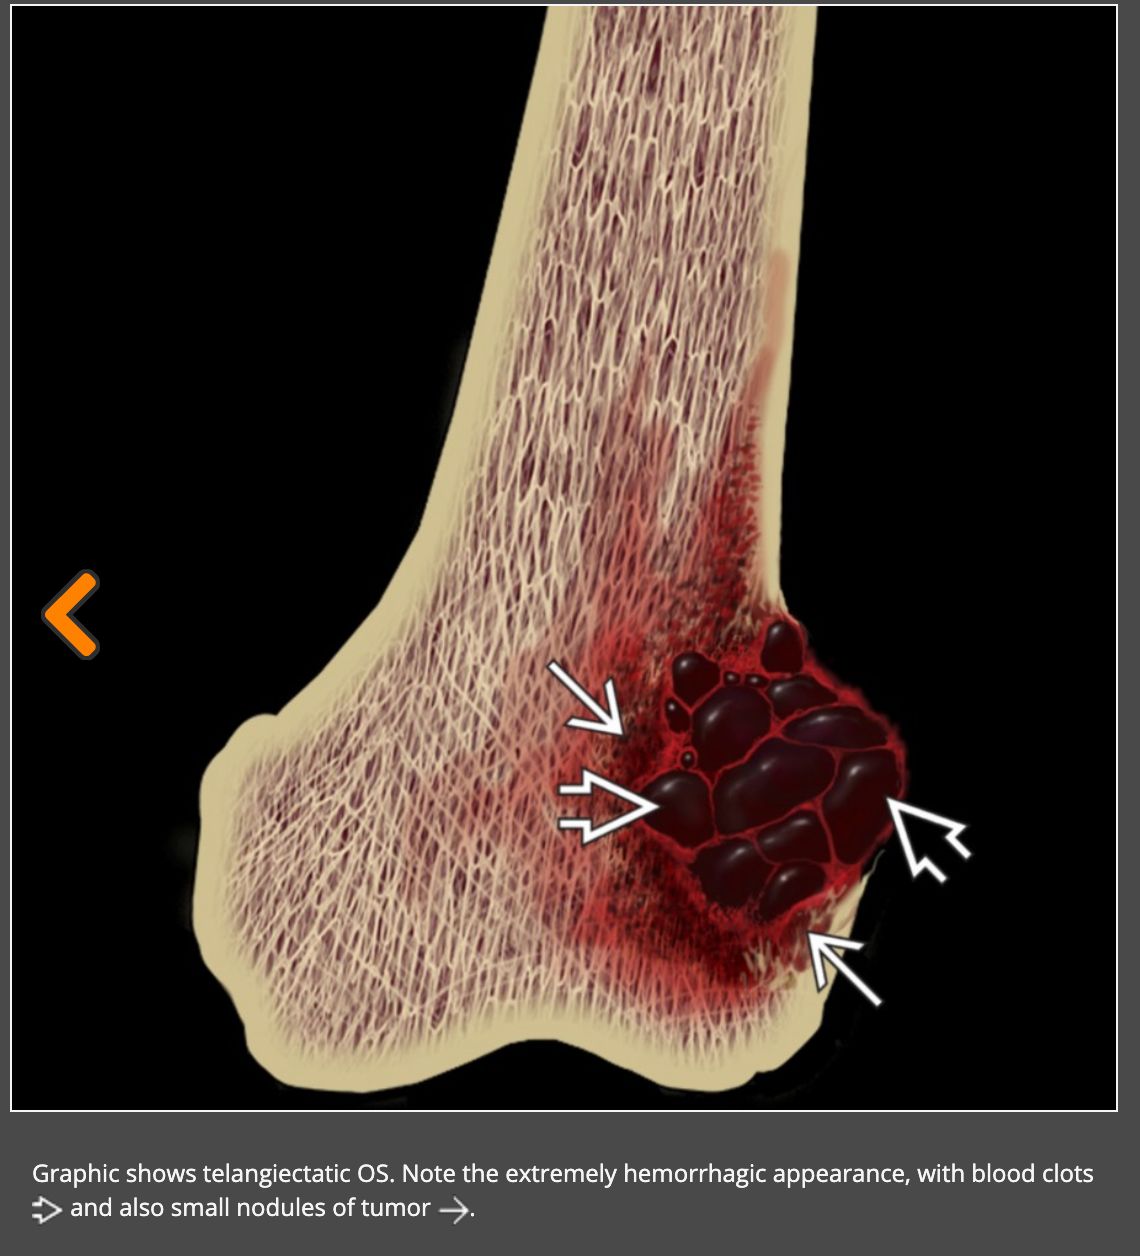 Graphic shows telangiectatic OS. Note the extremely hemorrhagic appearance, with blood clots
and also small nodules of tumor .